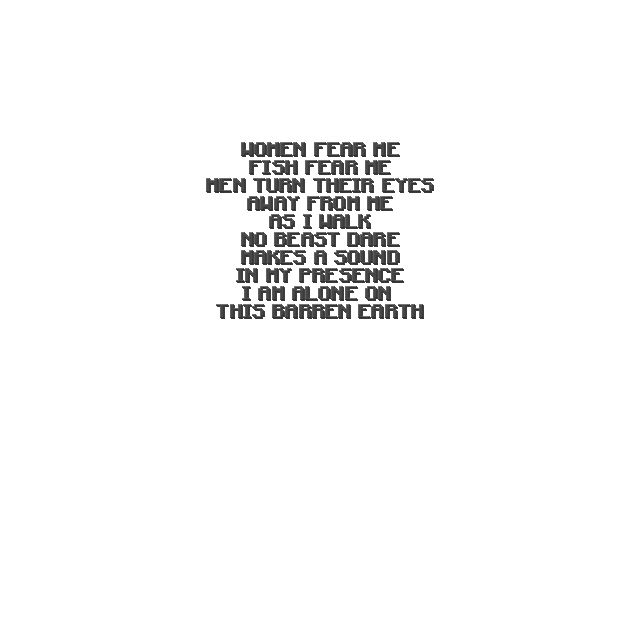 WOMEN FEAR ME
FISH FEAR ME
MEN TURN THEIR EYES
AWAY FROM ME
AS I WALK
NO BEAST DARE
MAKES A SOUND
IN MY PRESENCE
I AM ALONE ON
THIS BARREN EARTH